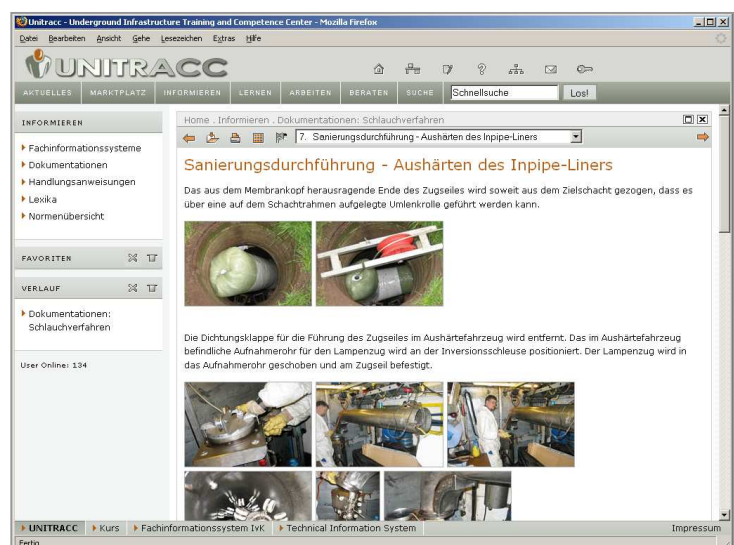 Unitracc - Underground Infrastructure Training and Competence Center - Mozilla Firefox
Datei Bearbeiten Ansicht Gehe Lesezeichen Extras Hilfe
UNITRACC
AKTUELLES MARKTPLATZ INFORMIEREN LERNEN ARBEITEN BERATEN SUCHE Schnellsuche Los!
INFORMIEREN
Fachinformationssysteme
Dokumentationen
Handlungsanweisungen
Lexika
Normenübersicht
FAVORITEN
VERLAUF
Dokumentationen:
Schlauchverfahren
User Online: 134
Home . Informieren . Dokumentationen: Schlauchverfahren
7. Sanierungsdurchführung - Aushärten des Inpipe-Liners
Sanierungsdurchführung - Aushärten des Inpipe-Liners
Das aus dem Membrankopf herausragende Ende des Zugseiles wird soweit aus dem Zielschacht gezogen, dass es
über eine auf dem Schachtrahmen aufgelegte Umlenkrolle geführt werden kann.
Die Dichtungsklappe für die Führung des Zugseiles im Aushärtefahrzeug wird entfernt. Das im Aushärtefahrzeug
befindliche Aufnahmerohr für den Lampenzug wird an der Inversionsschleuse positioniert. Der Lampenzug wird in
das Aufnahmerohr geschoben und am Zugseil befestigt.
UNITRACC Kurs Fachinformationssystem IvK Technical Information System Impressum
Fertig